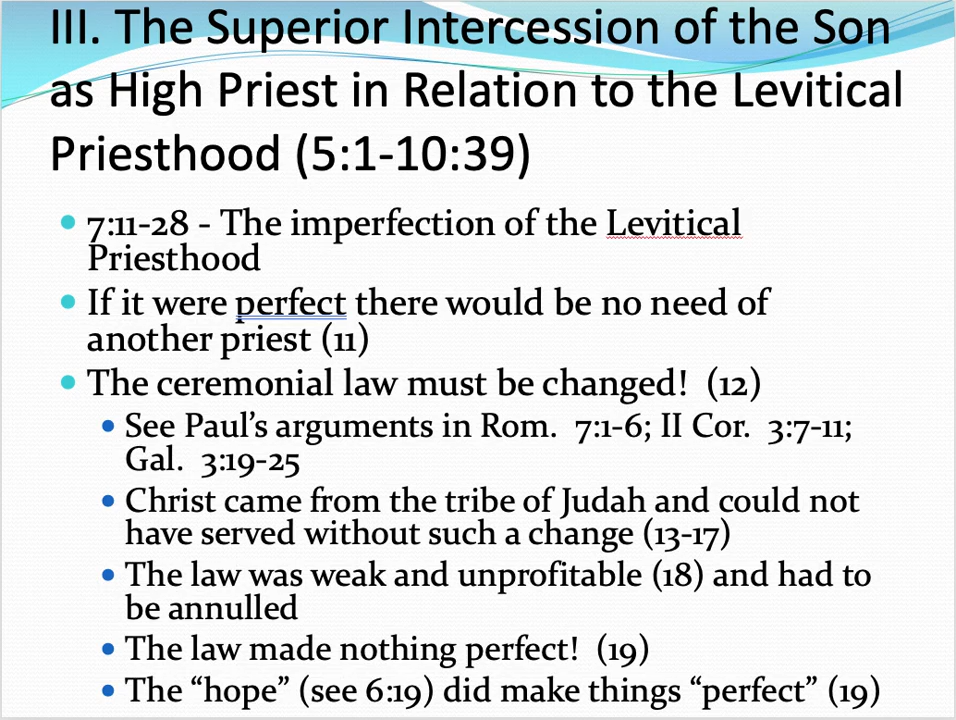 III. The Superior Intercession of the Son
as High Priest in Relation to the Levitical
Priesthood (5:1-10:39)
• 7:11-28 - The imperfection of the Levitical
Priesthood
• If it were perfect there would be no need of
another priest (11)
• The ceremonial law must be changed!  (12)
• See Paul’s arguments in Rom.  7:1-6; II Cor.  3:7-11;
Gal.  3:19-25
• Christ came from the tribe of Judah and could not
have served without such a change (13-17)
• The law was weak and unprofitable (18) and had to
be annulled
• The law made nothing perfect!  (19)
• The “hope” (see 6:19) did make things “perfect” (19)